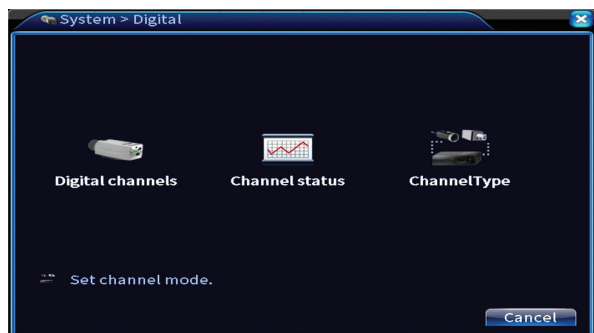 System > Digital
Digital channels Channel status ChannelType
Set channel mode.
Cancel